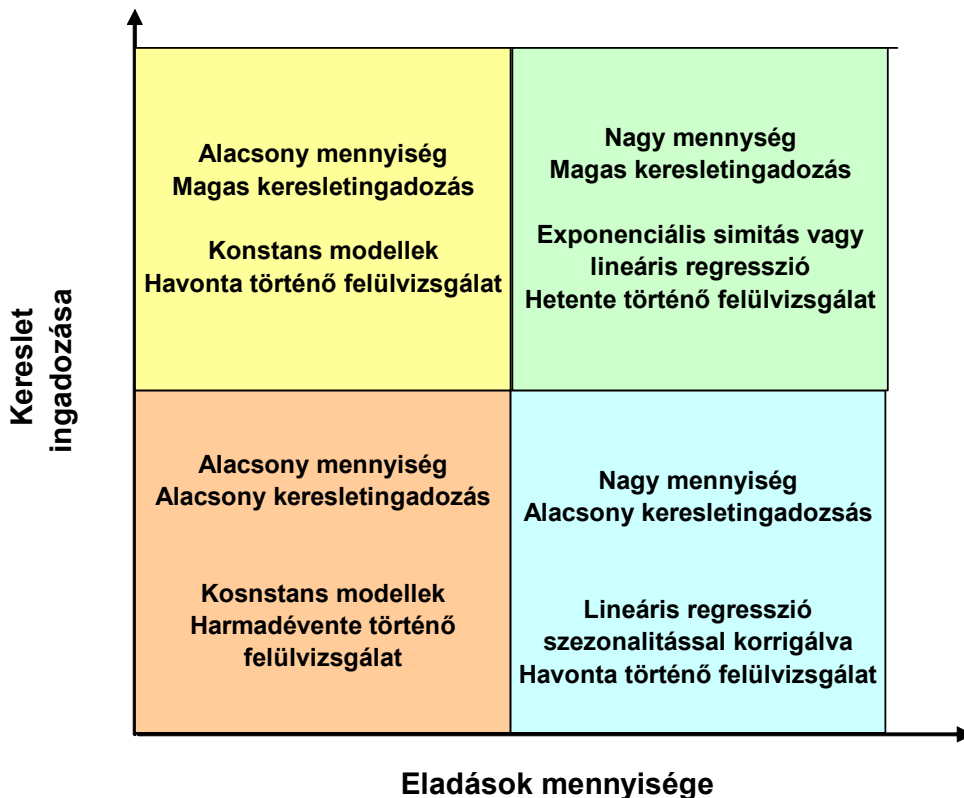 Kereslet
ingadozása
Alacsony mennyiség
Magas keresletingadozás
Konstans modellek
Havonta történő felülvizsgálat
Nagy mennység
Magas keresletingadozás
Exponenciális simitás vagy
lineáris regresszió
Hetente történő felülvizsgálat
Alacsony mennyiség
Alacsony keresletingadozás
Kosnstans modellek
Harmadévente történő
felülvizsgálat
Nagy mennyiség
Alacsony keresletingadozsás
Lineáris regresszió
szezonalitással korrigálva
Havonta történő felülvizsgálat
Eladások mennyisége